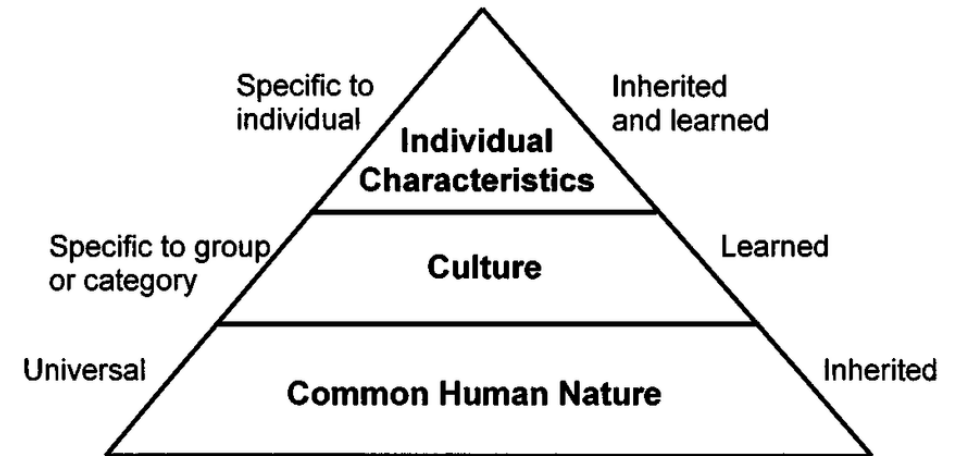 Specific to
individual
Inherited
and learned
Individual
Characteristics
Specific to group
or category
Culture
Learned
Universal
Common Human Nature
Inherited